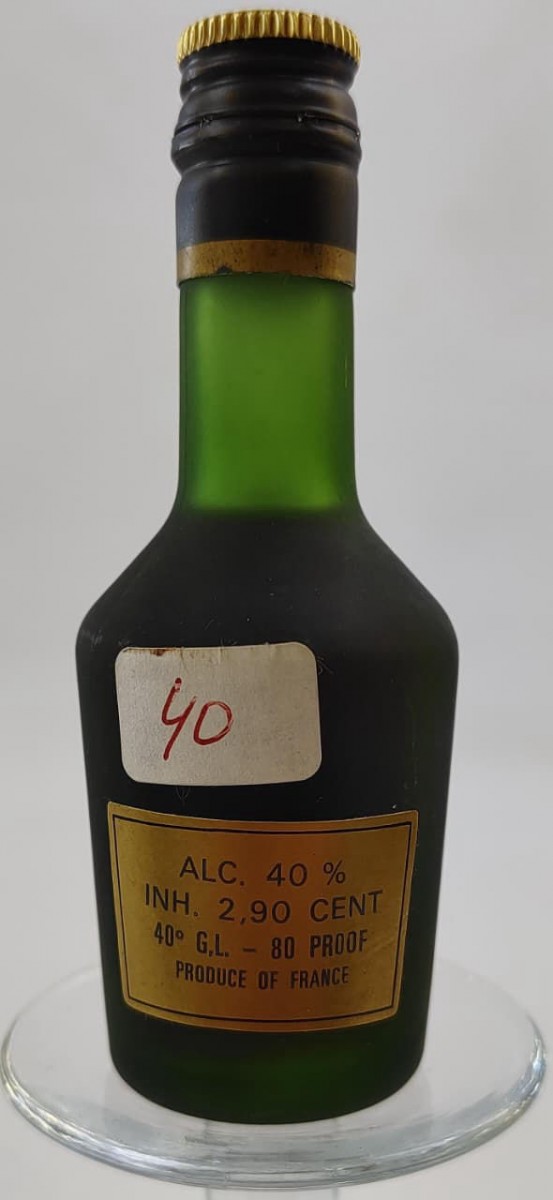 40
ALC. 40 %
INH. 2,90 CENT
40° G.L. - 80 PROOF
PRODUCE OF FRANCE